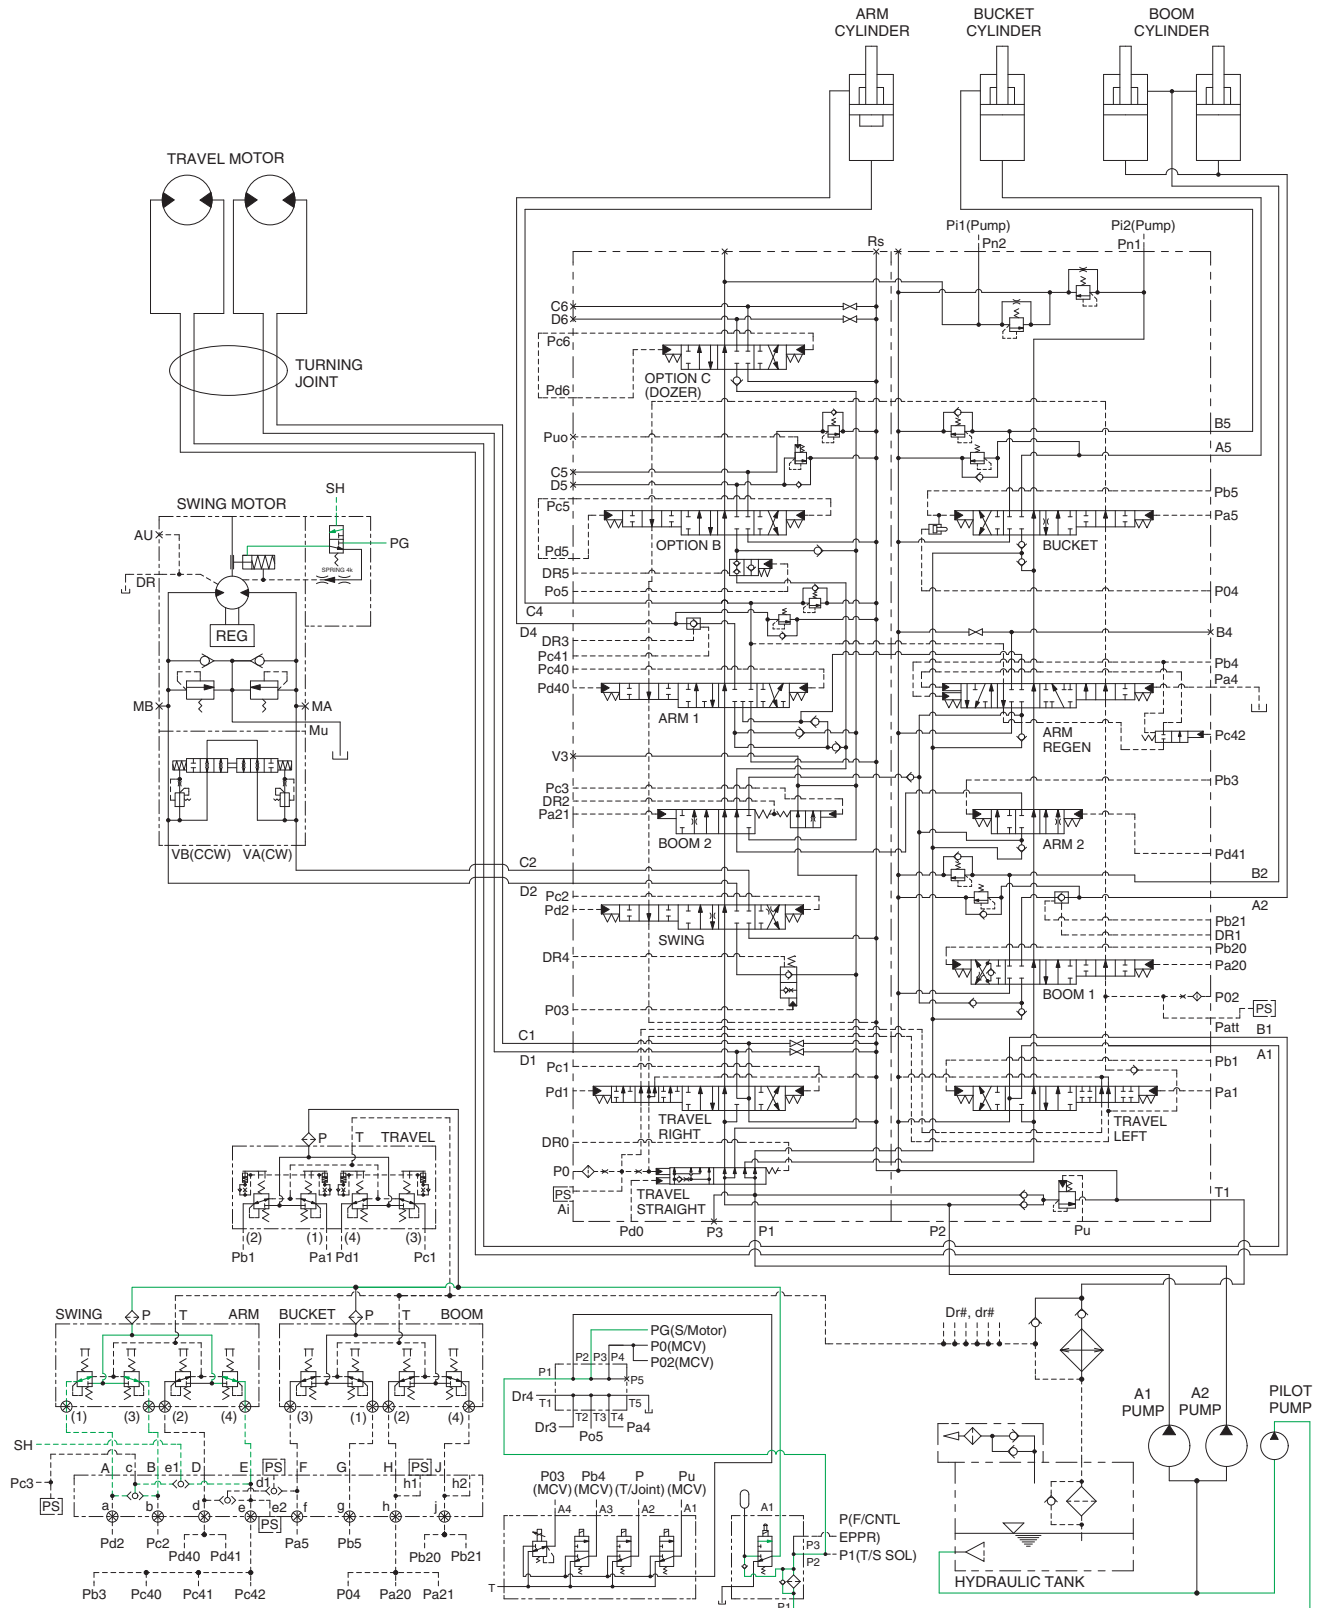 ARM
CYLINDER
BUCKET
CYLINDER
BOOM
CYLINDER
TRAVEL MOTOR
TURNING
JOINT
Rs
Pi1(Pump)
Pn2
Pi2(Pump)
Pn1
C6
D6
Pc6
Pd6
OPTION C
(DOZER)
Puo
C5
D5
Pc5
Pd5
OPTION B
DR5
Po5
B5
A5
Pb5
Pa5
BUCKET
P04
SWING MOTOR
SH
AU
PG
SPRING 4k
DR
REG
MB
MA
Mu
VB(CCW)
VA(CW)
C4
D4
DR3
Pc41
Pc40
Pd40
ARM 1
B4
Pb4
Pa4
ARM
REGEN
Pc42
V3
Pc3
DR2
Pa21
BOOM 2
Pb3
ARM 2
Pd41
C2
D2
Pc2
Pd2
SWING
B2
A2
Pb21
DR1
Pb20
Pa20
BOOM 1
DR4
P03
P02
PS
Patt
C1
D1
Pc1
Pd1
TRAVEL
RIGHT
B1
A1
Pb1
Pa1
TRAVEL
LEFT
DR0
P0
PS
Ai
TRAVEL
STRAIGHT
Pd0
P3
P1
P2
Pu
T1
P
T
TRAVEL
(2)
(1)
(4)
(3)
Pb1
Pa1
Pd1
Pc1
SWING
P
T
ARM
BUCKET
P
T
BOOM
(1)
(3)
(2)
(4)
(3)
(1)
(2)
(4)
SH
Pc3
PS
A
c
B
e1
D
E
d1
PS
F
G
H
PS
h1
J
h2
a
b
d
e
e2
PS
f
g
h
j
Pd2
Pc2
Pd40
Pd41
Pa5
Pb5
Pb20
Pb21
Pb3
Pc40
Pc41
Pc42
P04
Pa20
Pa21
PG(S/Motor)
P0(MCV)
P02(MCV)
P1
P2
P3
P4
P5
Dr4
T1
T2
T3
T4
T5
Dr3
Po5
Pa4
P03
(MCV)
Pb4
(MCV)
P
(T/Joint)
Pu
(MCV)
A4
A3
A2
A1
T
A1
P(F/CNTL
EPPR)
P3
P1(T/S SOL)
P2
P1
Dr#, dr#
A1
PUMP
A2
PUMP
PILOT
PUMP
HYDRAULIC TANK